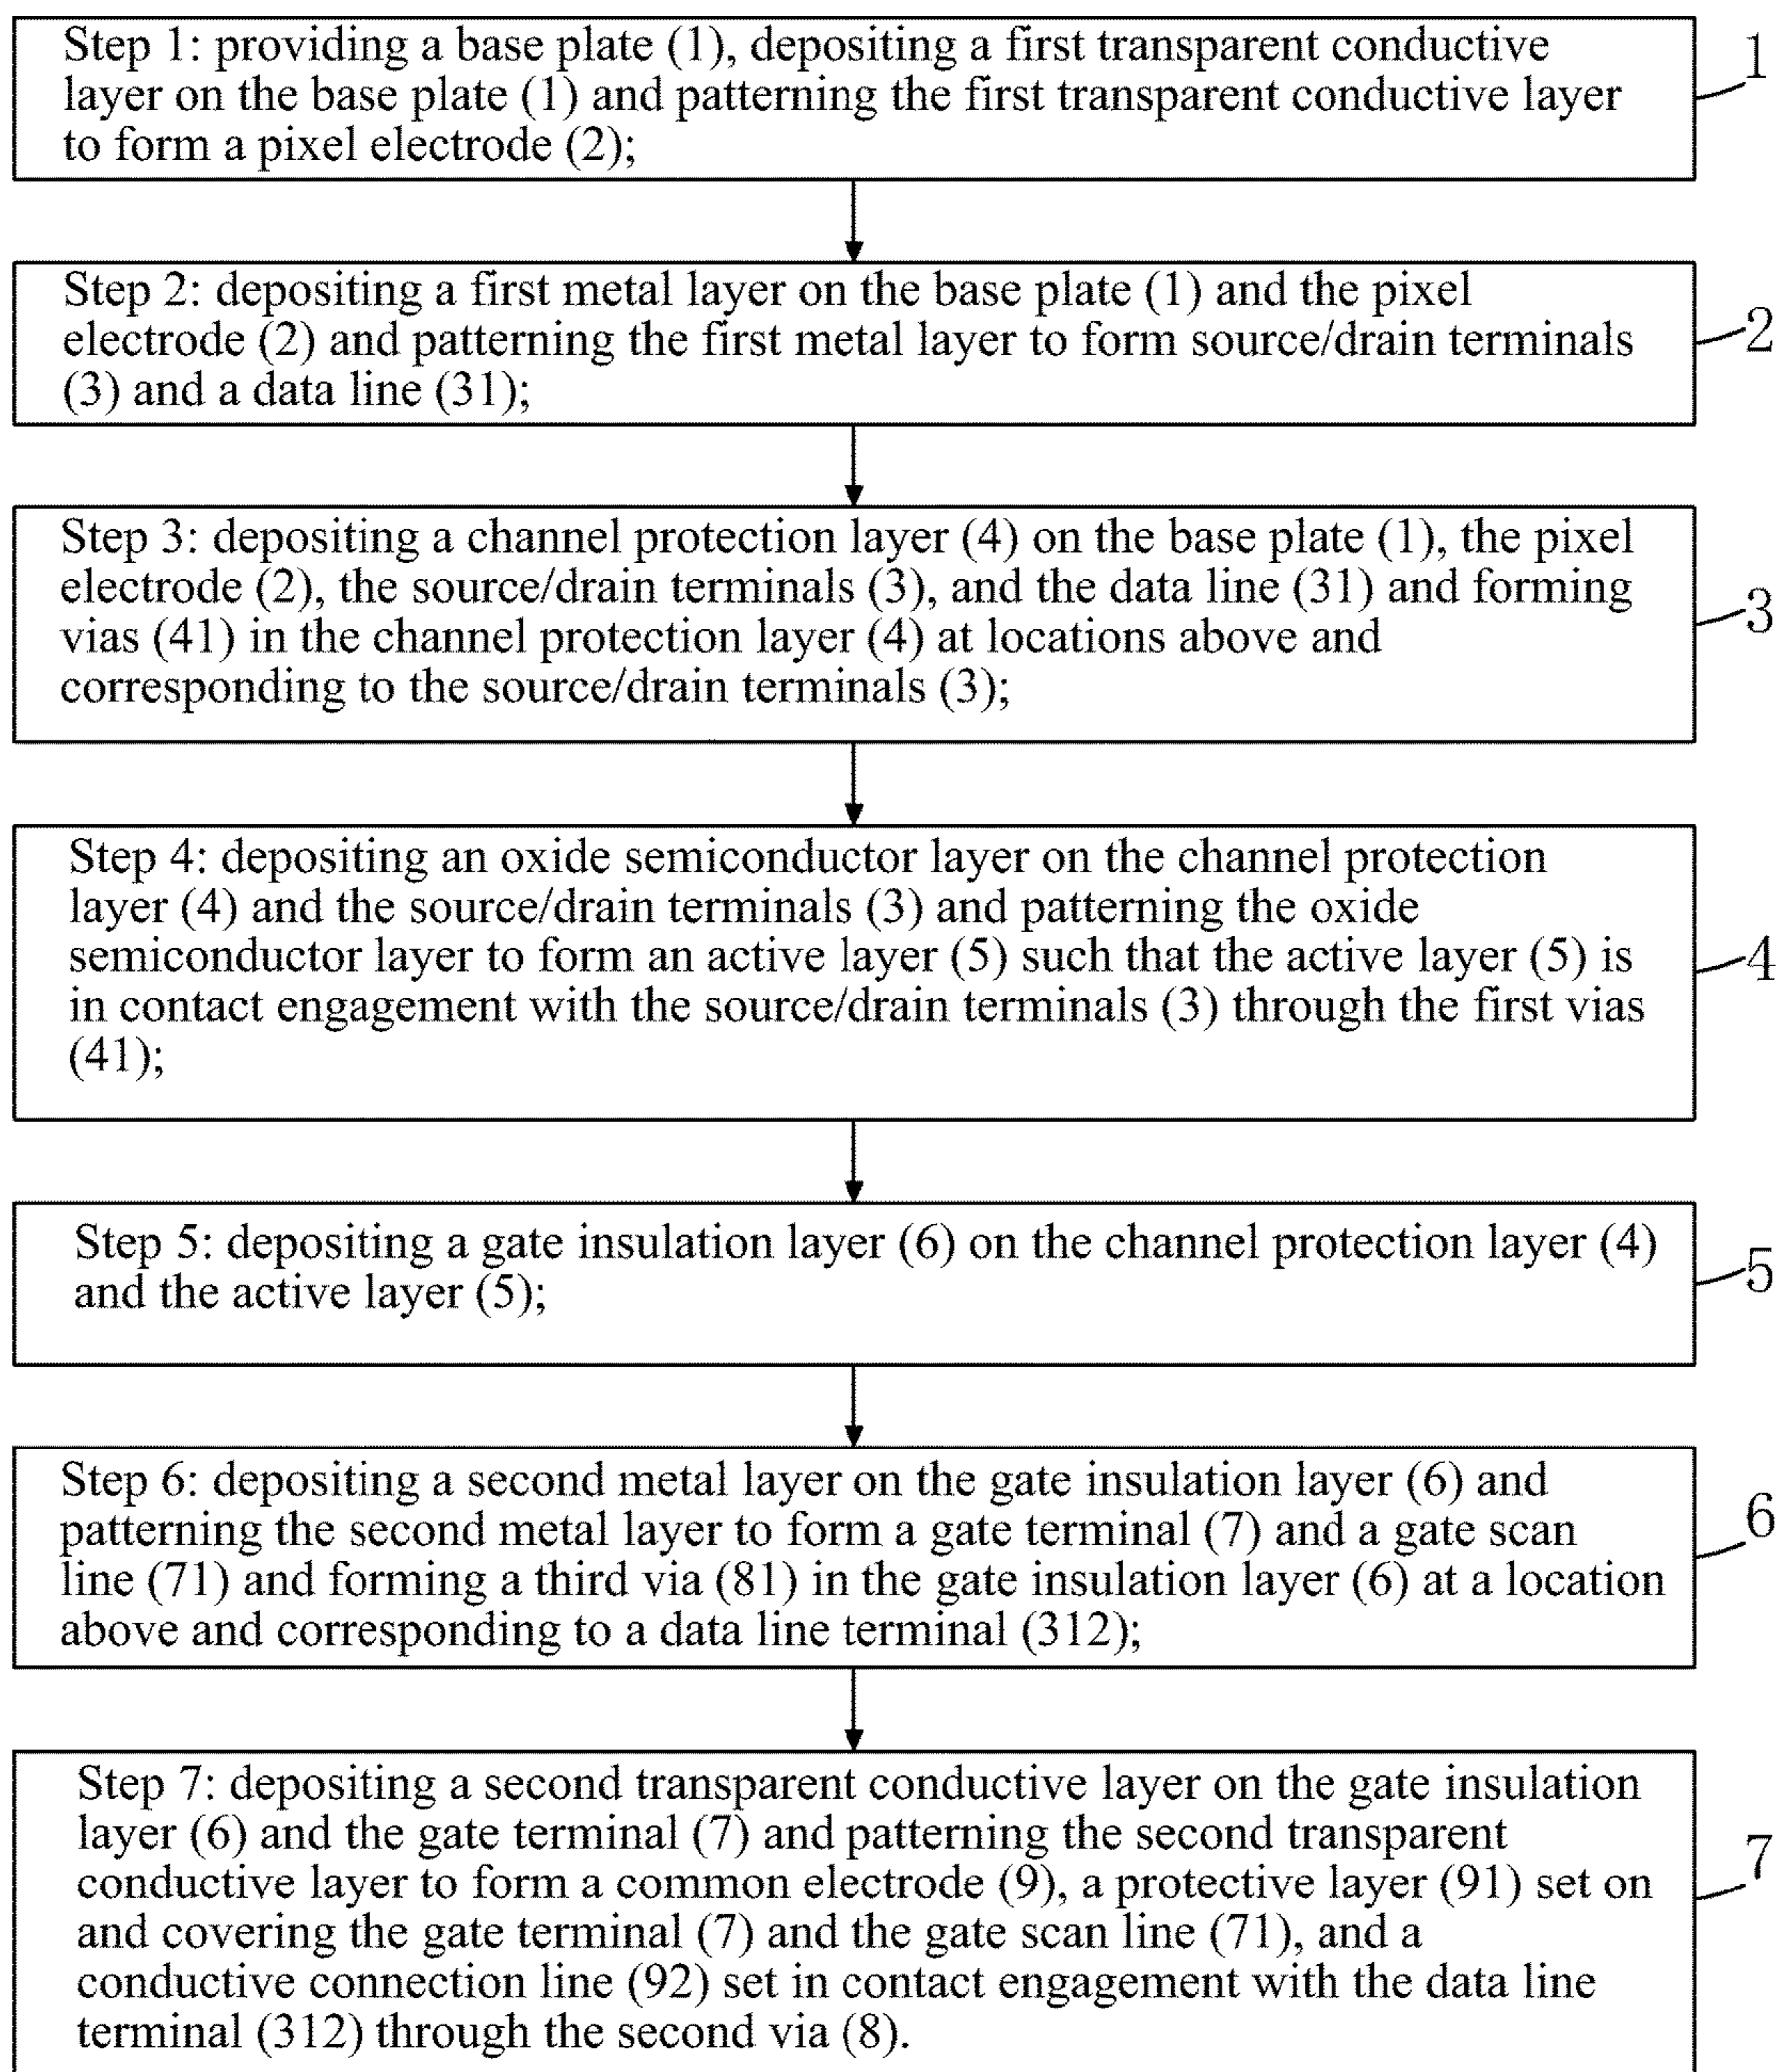 Step 1: providing a base plate (1), depositing a first transparent conductive
layer on the base plate (1) and patterning the first transparent conductive layer
to form a pixel electrode (2);
1
Step 2: depositing a first metal layer on the base plate (1) and the pixel
electrode (2) and patterning the first metal layer to form source/drain terminals
(3) and a data line (31);
2
Step 3: depositing a channel protection layer (4) on the base plate (1), the pixel
electrode (2), the source/drain terminals (3), and the data line (31) and forming
vias (41) in the channel protection layer (4) at locations above and
corresponding to the source/drain terminals (3);
3
Step 4: depositing an oxide semiconductor layer on the channel protection
layer (4) and the source/drain terminals (3) and patterning the oxide
semiconductor layer to form an active layer (5) such that the active layer (5) is
in contact engagement with the source/drain terminals (3) through the first vias
(41);
4
Step 5: depositing a gate insulation layer (6) on the channel protection layer (4)
and the active layer (5);
5
Step 6: depositing a second metal layer on the gate insulation layer (6) and
patterning the second metal layer to form a gate terminal (7) and a gate scan
line (71) and forming a third via (81) in the gate insulation layer (6) at a location
above and corresponding to a data line terminal (312);
6
Step 7: depositing a second transparent conductive layer on the gate insulation
layer (6) and the gate terminal (7) and patterning the second transparent
conductive layer to form a common electrode (9), a protective layer (91) set on
and covering the gate terminal (7) and the gate scan line (71), and a
conductive connection line (92) set in contact engagement with the data line
terminal (312) through the second via (8).
7